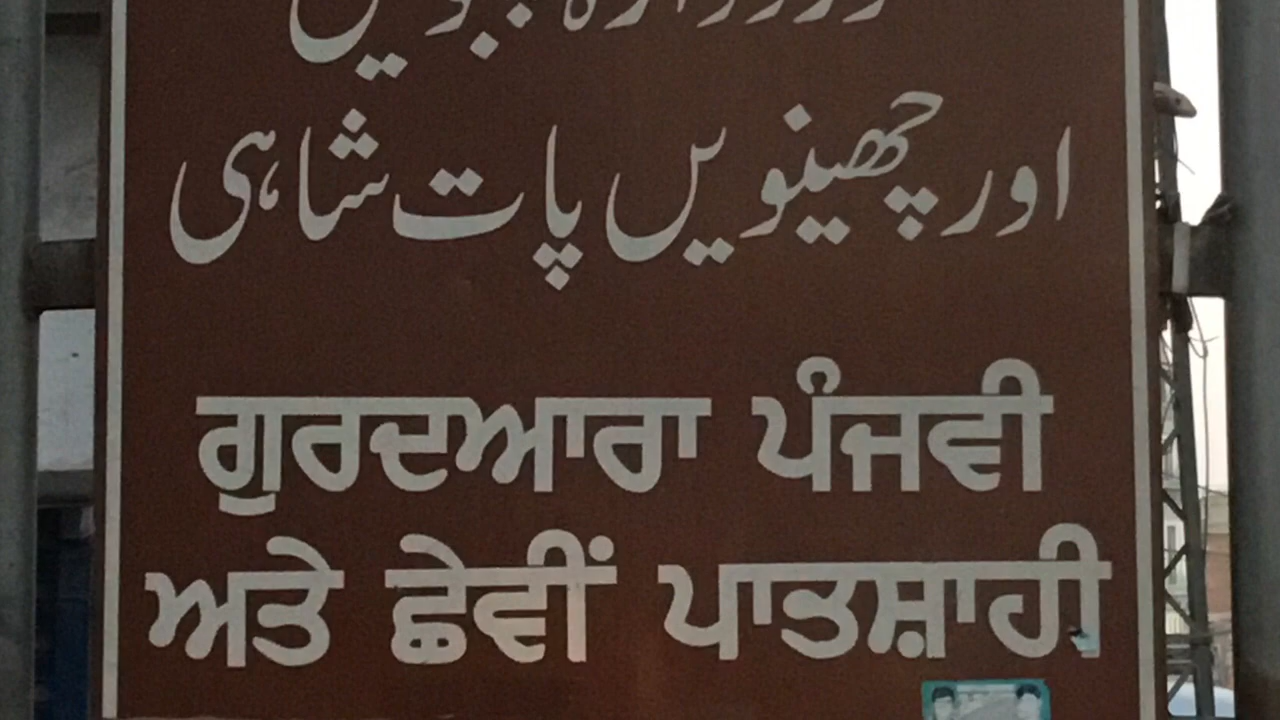 اور چھینویں پات شاہی
ਗੁਰਦਆਰਾ ਪੰਜਵੀ
ਅਤੇ ਛੇਵੀਂ ਪਾਤਸ਼ਾਹੀ